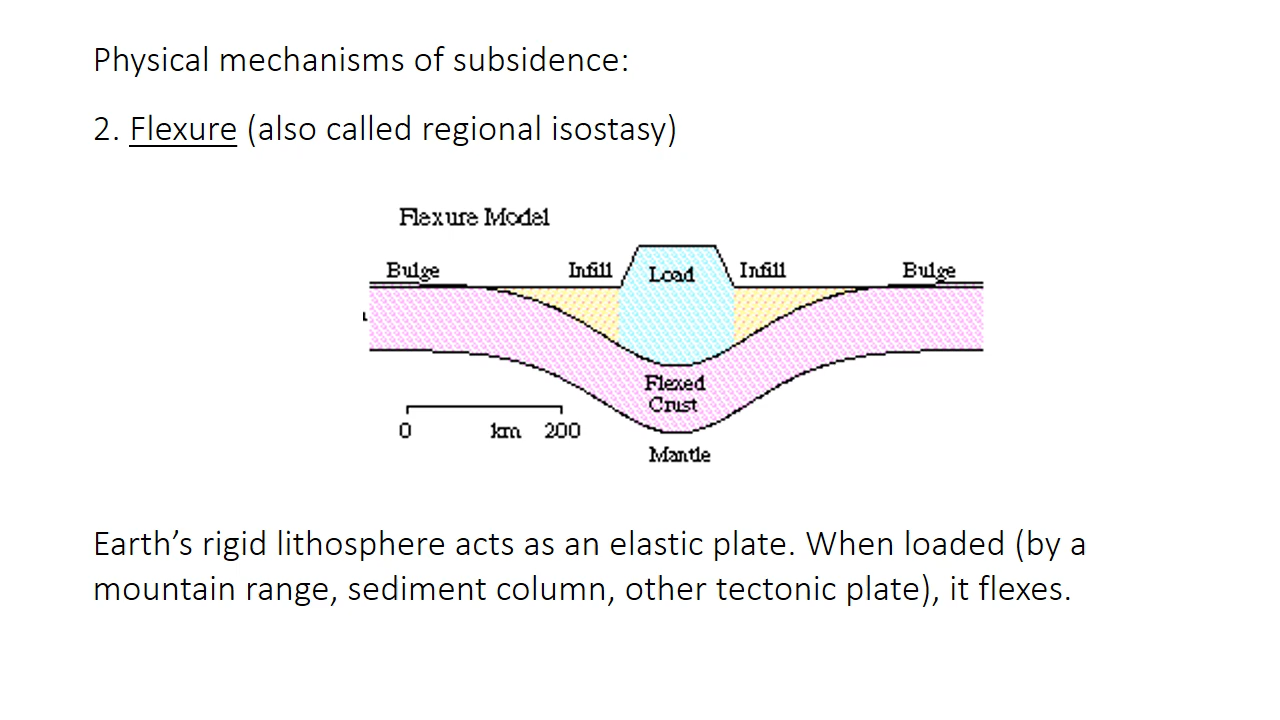 Physical mechanisms of subsidence:
2. Flexure (also called regional isostasy)
Flexure Model
Bulge
Infill
Load
Infill
Bulge
Flexed
Crust
0 km 200
Mantle
Earth’s rigid lithosphere acts as an elastic plate. When loaded (by a
mountain range, sediment column, other tectonic plate), it flexes.